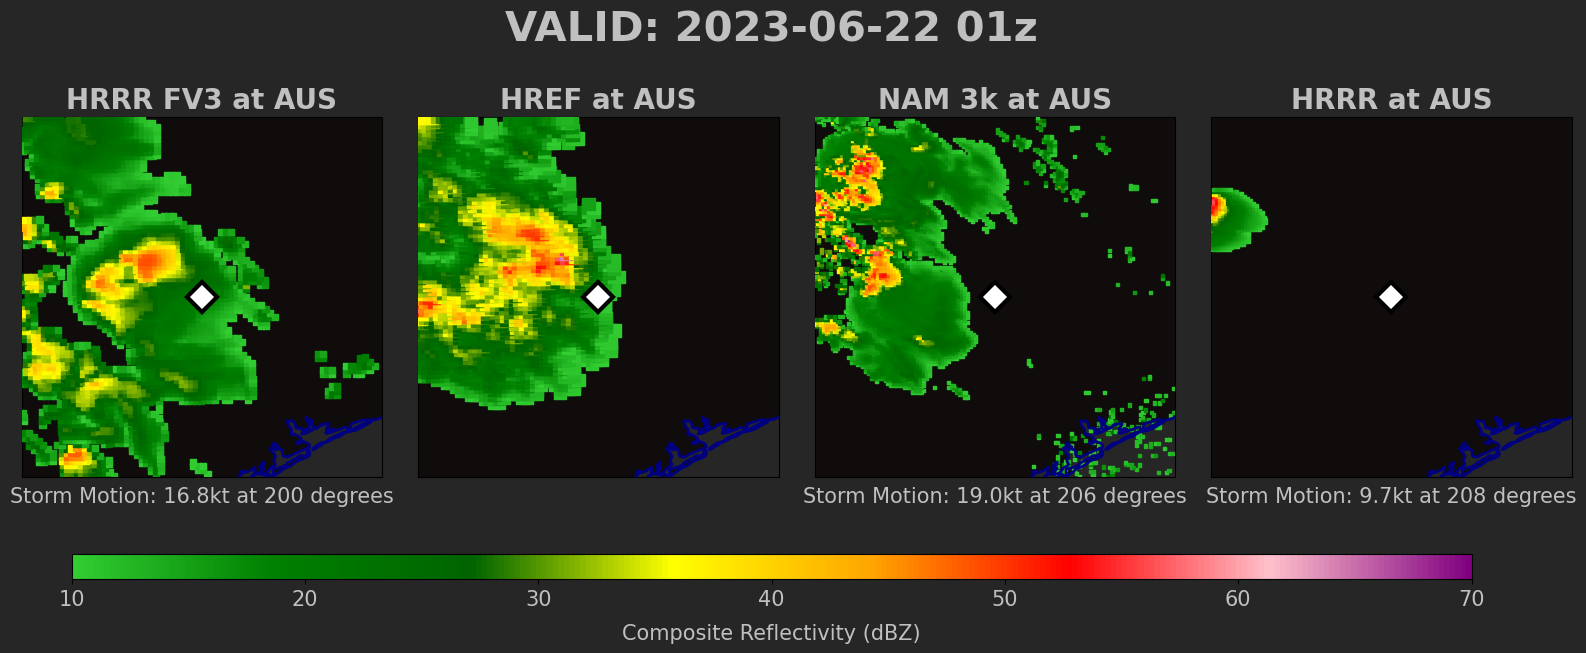 VALID: 2023-06-22 01z
HRRR FV3 at AUS
HREF at AUS
NAM 3k at AUS
HRRR at AUS
Storm Motion: 16.8kt at 200 degrees
Storm Motion: 19.0kt at 206 degrees
Storm Motion: 9.7kt at 208 degrees
10 20 30 40 50 60 70
Composite Reflectivity (dBZ)